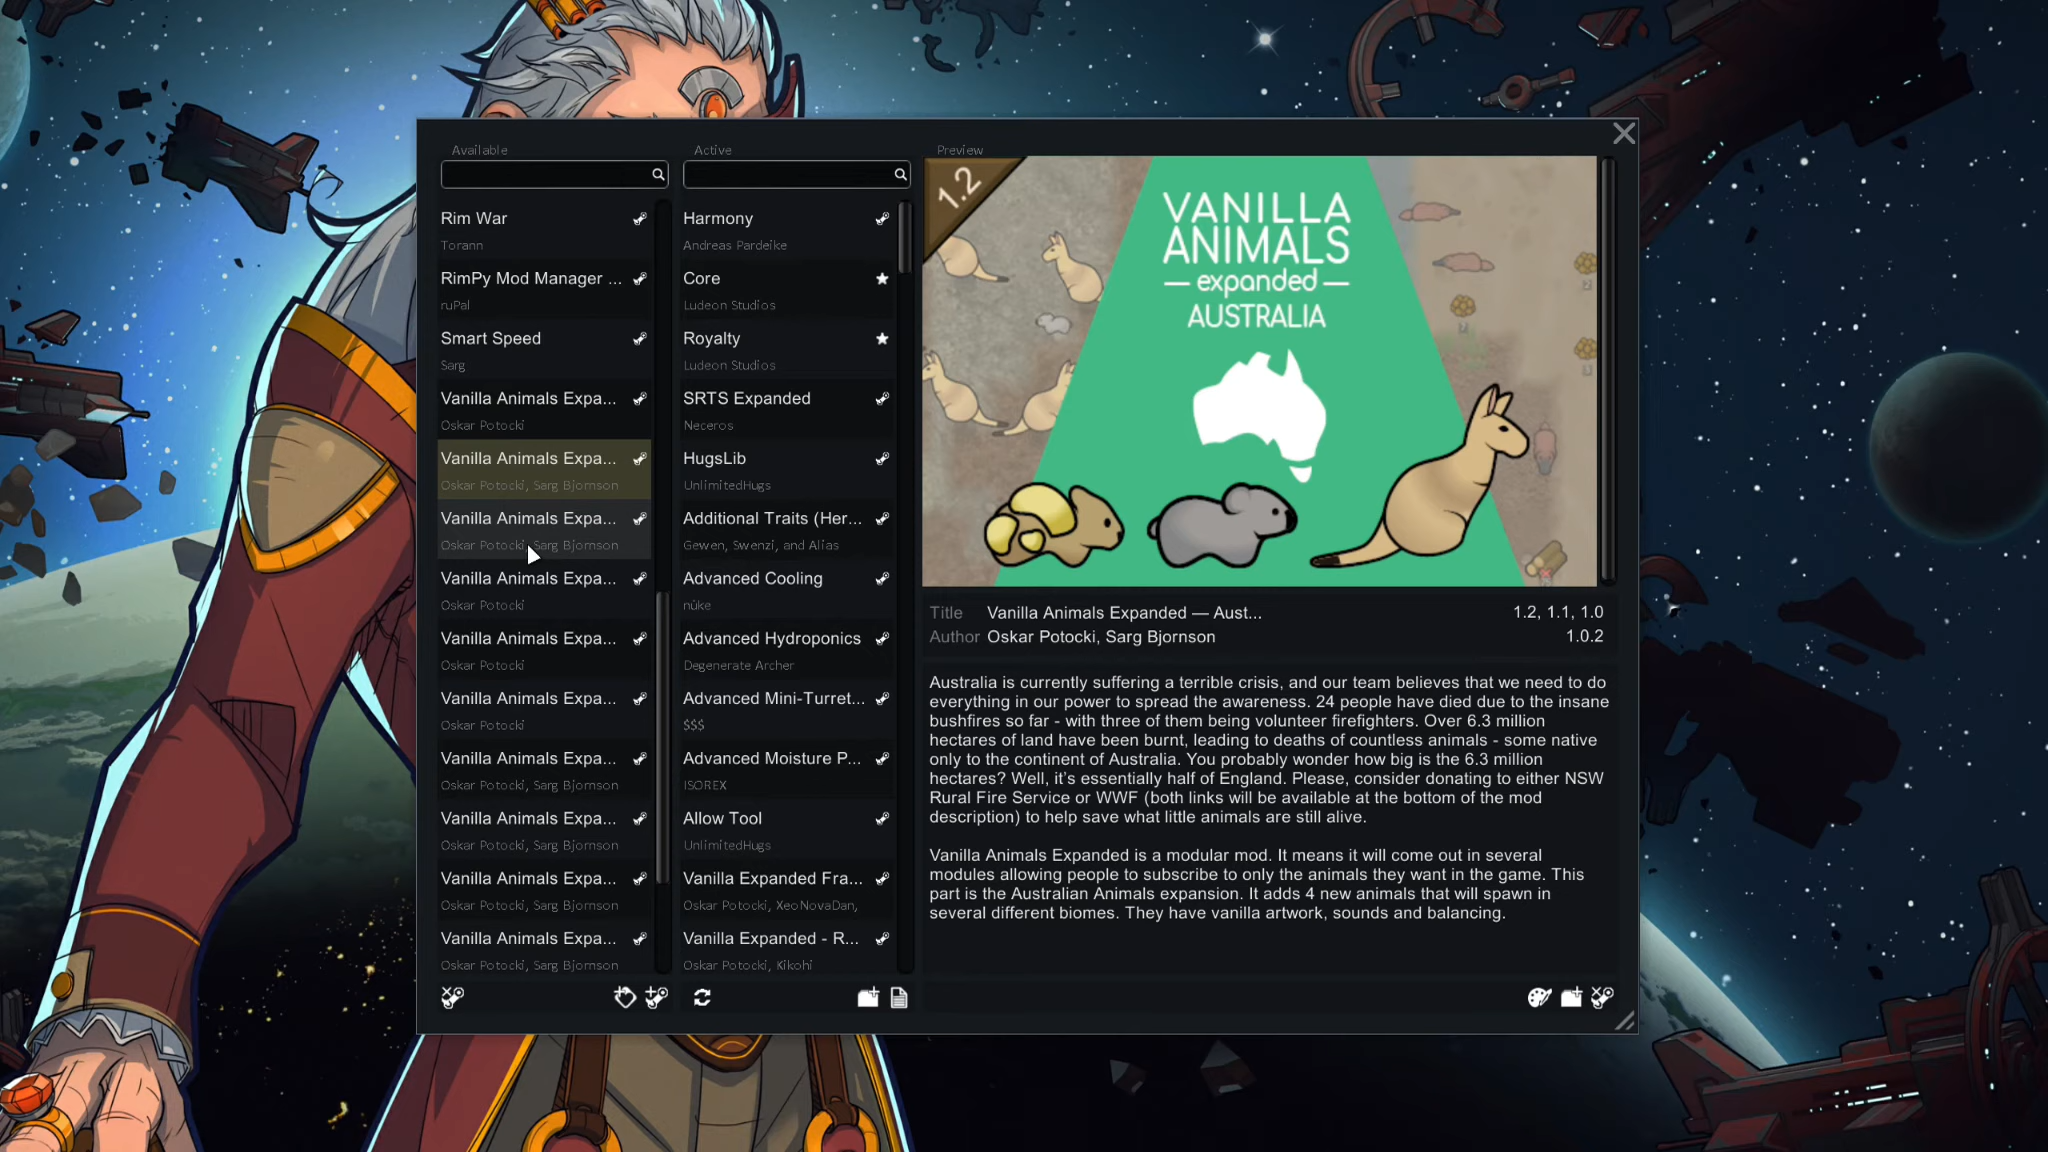 Available
Rim War
Torann
RimPy Mod Manager ...
ruPal
Smart Speed
Sarg
Vanilla Animals Expa...
Oskar Potocki
Vanilla Animals Expa...
Oskar Potocki, Sarg Bjornson
Vanilla Animals Expa...
Oskar Potocki, Sarg Bjornson
Vanilla Animals Expa...
Oskar Potocki
Vanilla Animals Expa...
Oskar Potocki
Vanilla Animals Expa...
Oskar Potocki
Vanilla Animals Expa...
Oskar Potocki, Sarg Bjornson
Vanilla Animals Expa...
Oskar Potocki, Sarg Bjornson
Vanilla Animals Expa...
Oskar Potocki, Sarg Bjornson
Vanilla Animals Expa...
Oskar Potocki, Sarg Bjornson
Active
Harmony
Andreas Pardeike
Core
Ludeon Studios
Royalty
Ludeon Studios
SRTS Expanded
Neceros
HugsLib
UnlimitedHugs
Additional Traits (Her...
Gewen, Swenzi, and Alias
Advanced Cooling
nüke
Advanced Hydroponics
Degenerate Archer
Advanced Mini-Turret...
$$$
Advanced Moisture P...
ISOREX
Allow Tool
UnlimitedHugs
Vanilla Expanded Fra...
Oskar Potocki, XeoNovaDan,
Vanilla Expanded - R...
Oskar Potocki, Kikohi
Preview
1.2
VANILLA
ANIMALS
— expanded —
AUSTRALIA
Title Vanilla Animals Expanded — Aust... 1.2, 1.1, 1.0
Author Oskar Potocki, Sarg Bjornson 1.0.2
Australia is currently suffering a terrible crisis, and our team believes that we need to do
everything in our power to spread the awareness. 24 people have died due to the insane
bushfires so far - with three of them being volunteer firefighters. Over 6.3 million
hectares of land have been burnt, leading to deaths of countless animals - some native
only to the continent of Australia. You probably wonder how big is the 6.3 million
hectares? Well, it's essentially half of England. Please, consider donating to either NSW
Rural Fire Service or WWF (both links will be available at the bottom of the mod
description) to help save what little animals are still alive.
Vanilla Animals Expanded is a modular mod. It means it will come out in several
modules allowing people to subscribe to only the animals they want in the game. This
part is the Australian Animals expansion. It adds 4 new animals that will spawn in
several different biomes. They have vanilla artwork, sounds and balancing.